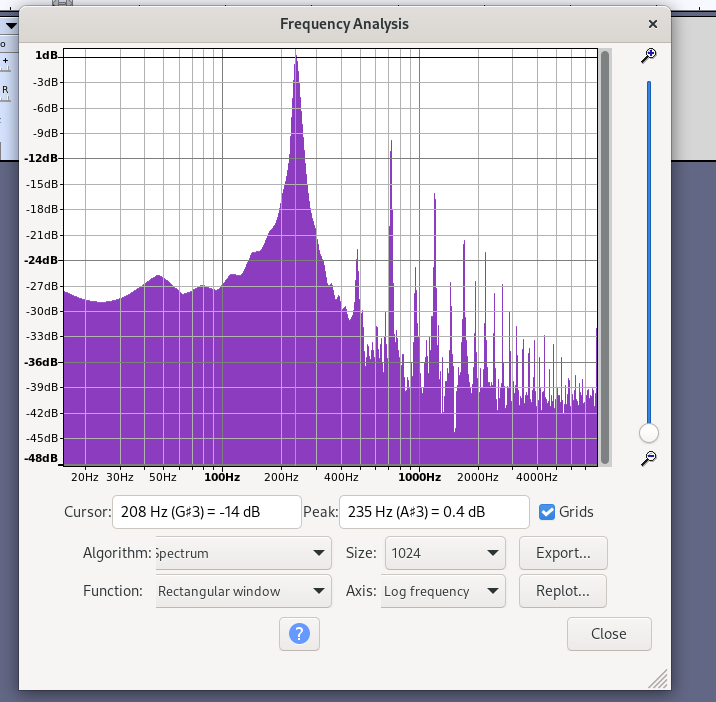 Frequency Analysis
×
o
+
R
1dB
-3dB
-6dB
-9dB
-12dB
-15dB
-18dB
-21dB
-24dB
-27dB
-30dB
-33dB
-36dB
-39dB
-42dB
-45dB
-48dB
20Hz 30Hz 50Hz 100Hz 200Hz 400Hz 1000Hz 2000Hz 4000Hz
Cursor: 208 Hz (G♯3) = -14 dB Peak: 235 Hz (A♯3) = 0.4 dB Grids
Algorithm: Spectrum Size: 1024 Export...
Function: Rectangular window Axis: Log frequency Replot...
? Close